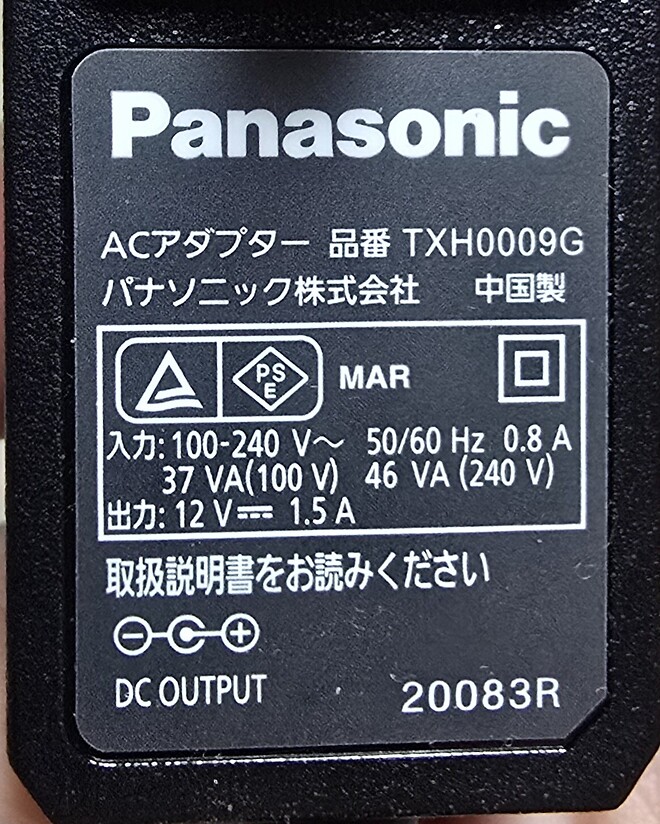 Panasonic
ACアダプター 品番 TXH0009G
パナソニック株式会社 中国製
PS
E
MAR
入力: 100-240 V～ 50/60 Hz 0.8 A
37 VA(100 V) 46 VA (240 V)
出力: 12 V⎓ 1.5 A
取扱説明書をお読みください
DC OUTPUT 20083R